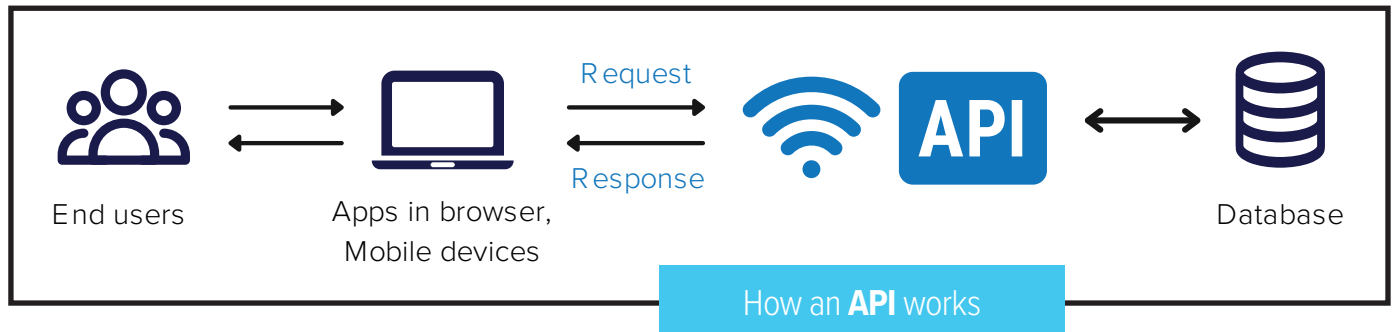 Request
API
Response
End users
Apps in browser,
Mobile devices
Database
How an API works